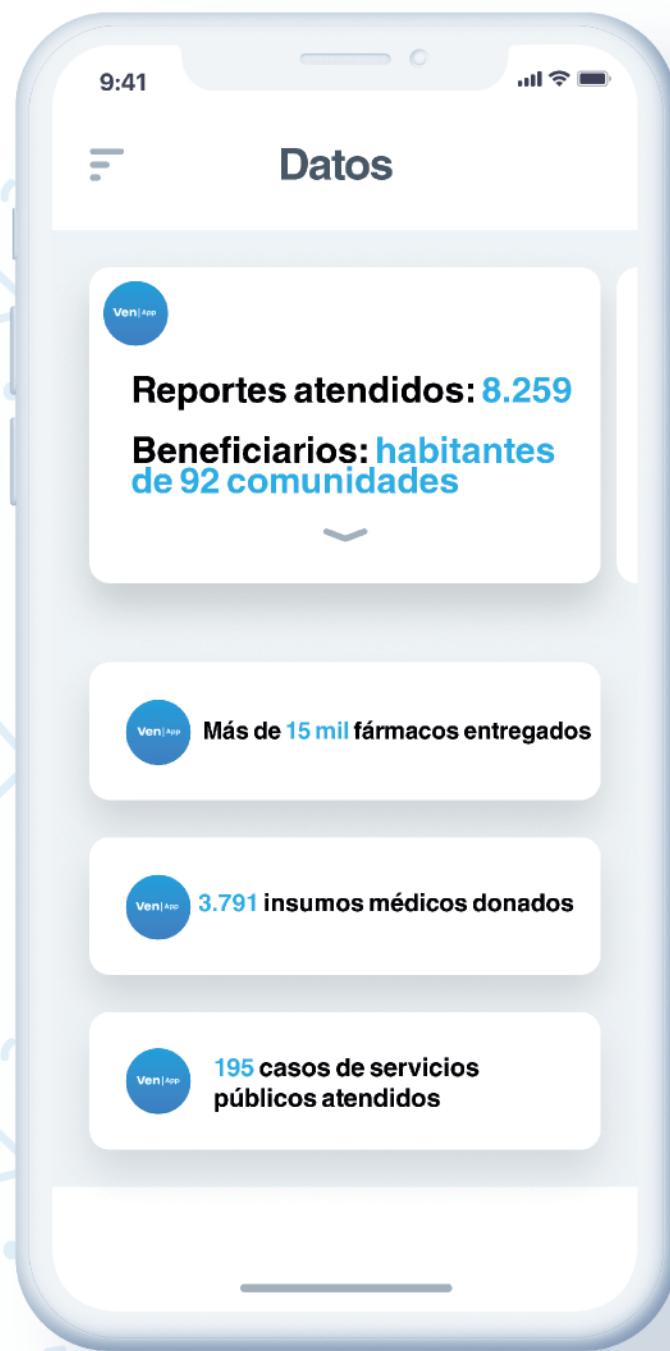 9:41
Datos
Ven|App
Reportes atendidos: 8.259
Beneficiarios: habitantes
de 92 comunidades
Ven|App
Más de 15 mil fármacos entregados
Ven|App
3.791 insumos médicos donados
Ven|App
195 casos de servicios
públicos atendidos